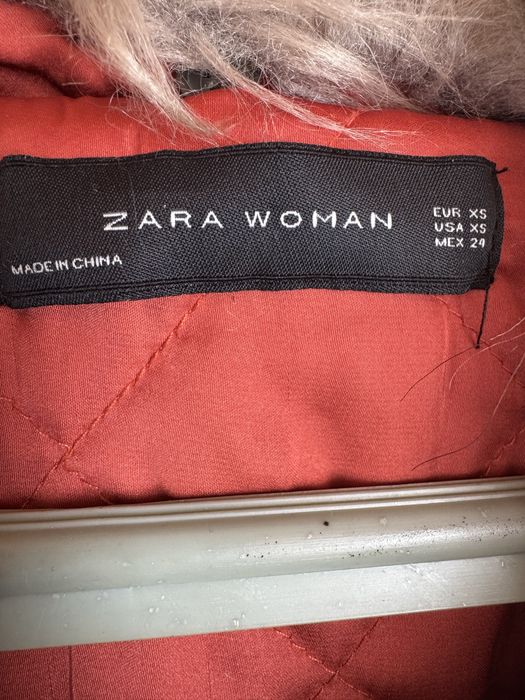 ZARA WOMAN
EUR XS
USA XS
MEX 24
MADE IN CHINA